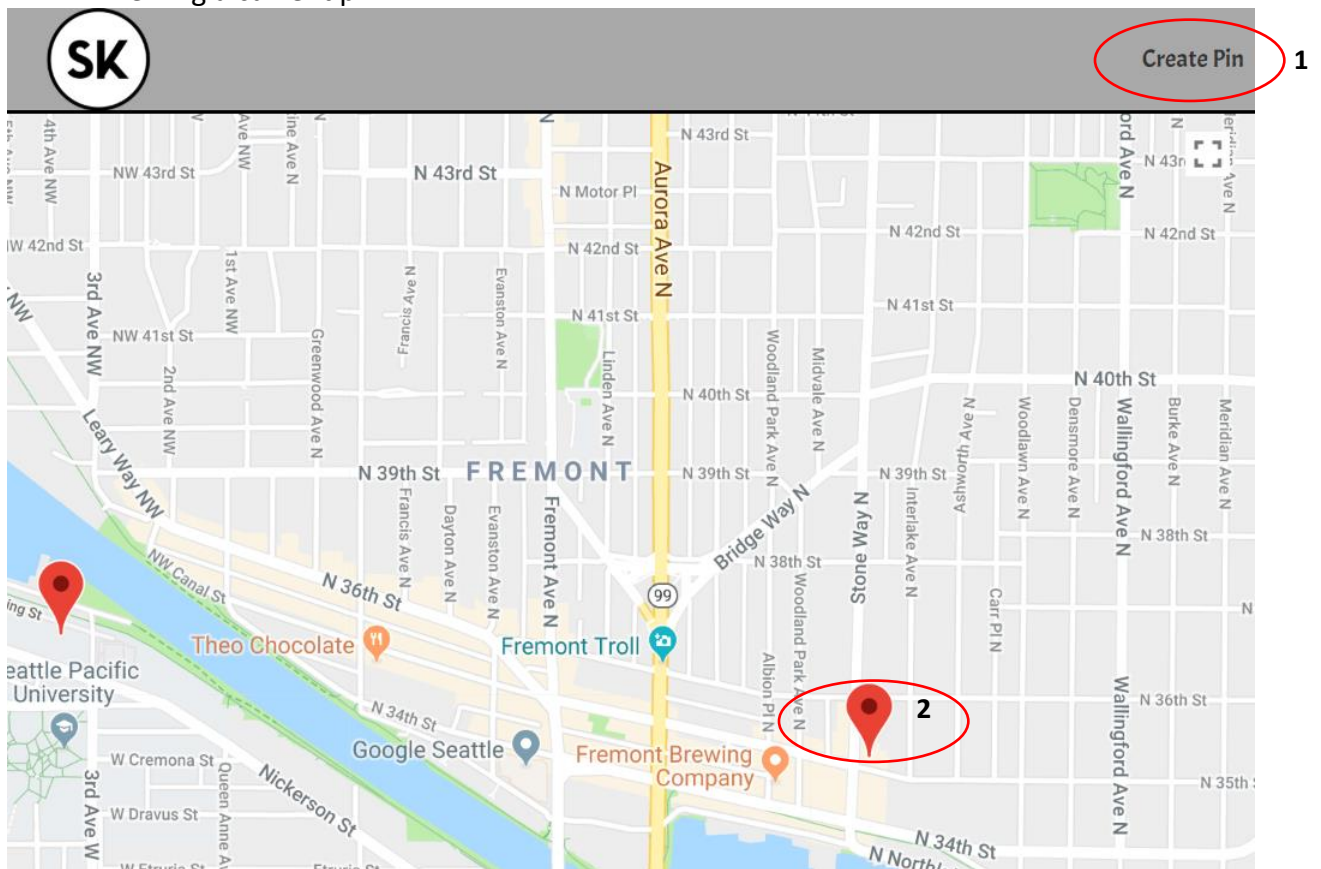 SK
Create Pin
1
N 43rd St
4th Ave NW
Ave NW
NW 43rd St
N 43rd St
Aurora Ave N
N Motor Pl
N 42nd St
N 42nd St
N 42nd St
3rd Ave NW
1st Ave NW
Francis Ave N
Evanston Ave N
N 41st St
N 41st St
NW 41st St
Greenwood Ave N
Linden Ave N
Woodland Park Ave N
Midvale Ave N
2nd Ave NW
N 40th St
N 40th St
Ashworth Ave N
Woodlawn Ave N
Densmore Ave N
Wallingford Ave N
Burke Ave N
Meridian Ave N
Leary Way NW
N 39th St
FREMONT
N 39th St
N 39th St
Francis Ave N
Dayton Ave N
Evanston Ave N
Fremont Ave N
Bridge Way N
Stone Way N
Interlake Ave N
N 38th St
N 38th St
NW Canal St
N 36th St
99
Woodland Park Ave N
Carr Pl N
Theo Chocolate
Fremont Troll
Albion Pl N
eattle Pacific
University
N 34th St
2
Wallingford Ave N
N 36th St
Google Seattle
Fremont Brewing
Company
W Cremona St
Nickerson St
Queen Anne A
3rd Ave W
N 35th
W Dravus St
N 34th St